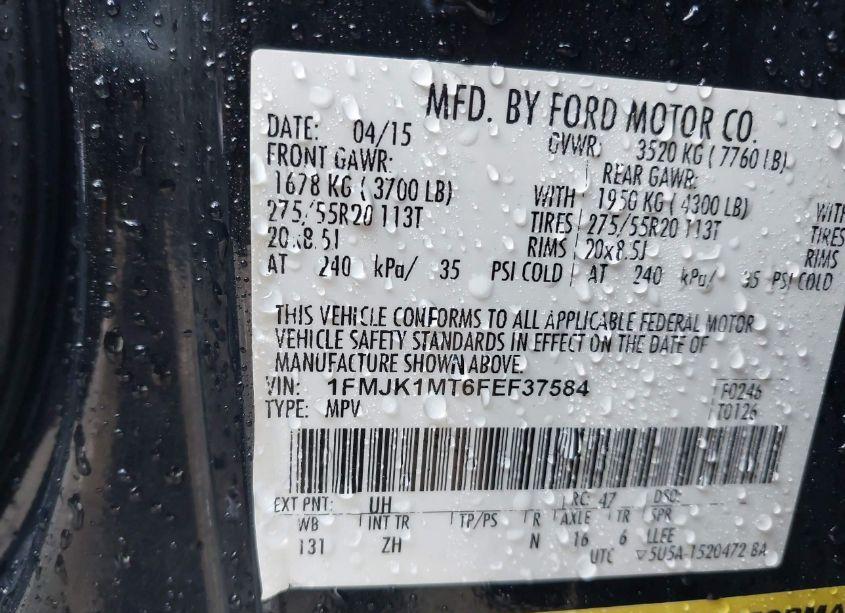 MFD. BY FORD MOTOR CO.
DATE: 04/15 GVWR: 3520 KG ( 7760 LB)
FRONT GAWR: REAR GAWR:
1678 KG ( 3700 LB) WITH 1950 KG ( 4300 LB) WITH
275/55R20 113T TIRES 275/55R20 113T TIRES
20x8.5J RIMS 20x8.5J RIMS
AT 240 kPa/ 35 PSI COLD AT 240 kPa/ 35 PSI COLD
THIS VEHICLE CONFORMS TO ALL APPLICABLE FEDERAL MOTOR
VEHICLE SAFETY STANDARDS IN EFFECT ON THE DATE OF
MANUFACTURE SHOWN ABOVE.
VIN: 1FMJK1MT6FEF37584 F0246
TYPE: MPV T0126
EXT PNT: UH RC: 47 DSO:
WB INT TR TP/PS R AXLE TR SPR
131 ZH N 16 6 LLFE
UTC ▽5U5A-1520472 BA